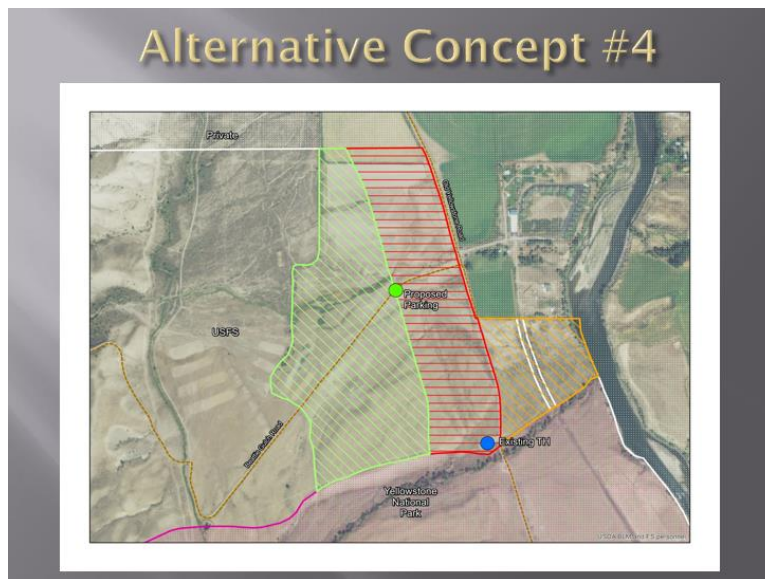 Alternative Concept #4
Private
Proposed
Parking
USFS
Existing TH
Yellowstone
National
Park